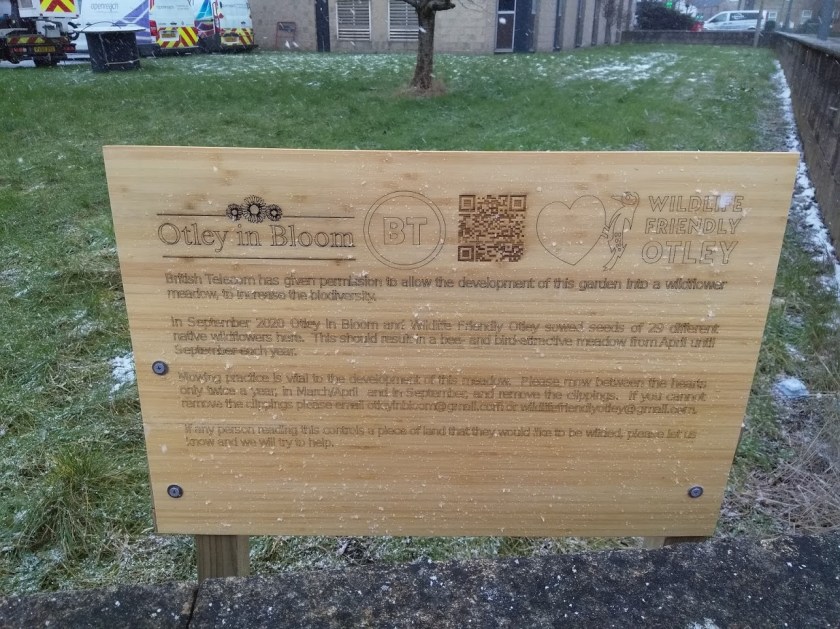 openreach
Otley in Bloom
BT
WILDLIFE
FRIENDLY
OTLEY
British Telecom has given permission to allow the development of this garden into a wildflower
meadow, to increase the biodiversity.
In September 2020 Otley in Bloom and Wildlife Friendly Otley sowed seeds of 29 different
native wildflowers here. This should result in a bee- and bird-attractive meadow from April until
September each year.
Mowing practice is vital to the development of this meadow. Please mow between the hearts
only twice a year, in March/April and in September, and remove the clippings. If you cannot
remove the clippings please email otleyinbloom@gmail.com or wildlifefriendlyotley@gmail.com.
If any person reading this controls a piece of land that they would like to be wilded, please let us
know and we will try to help.